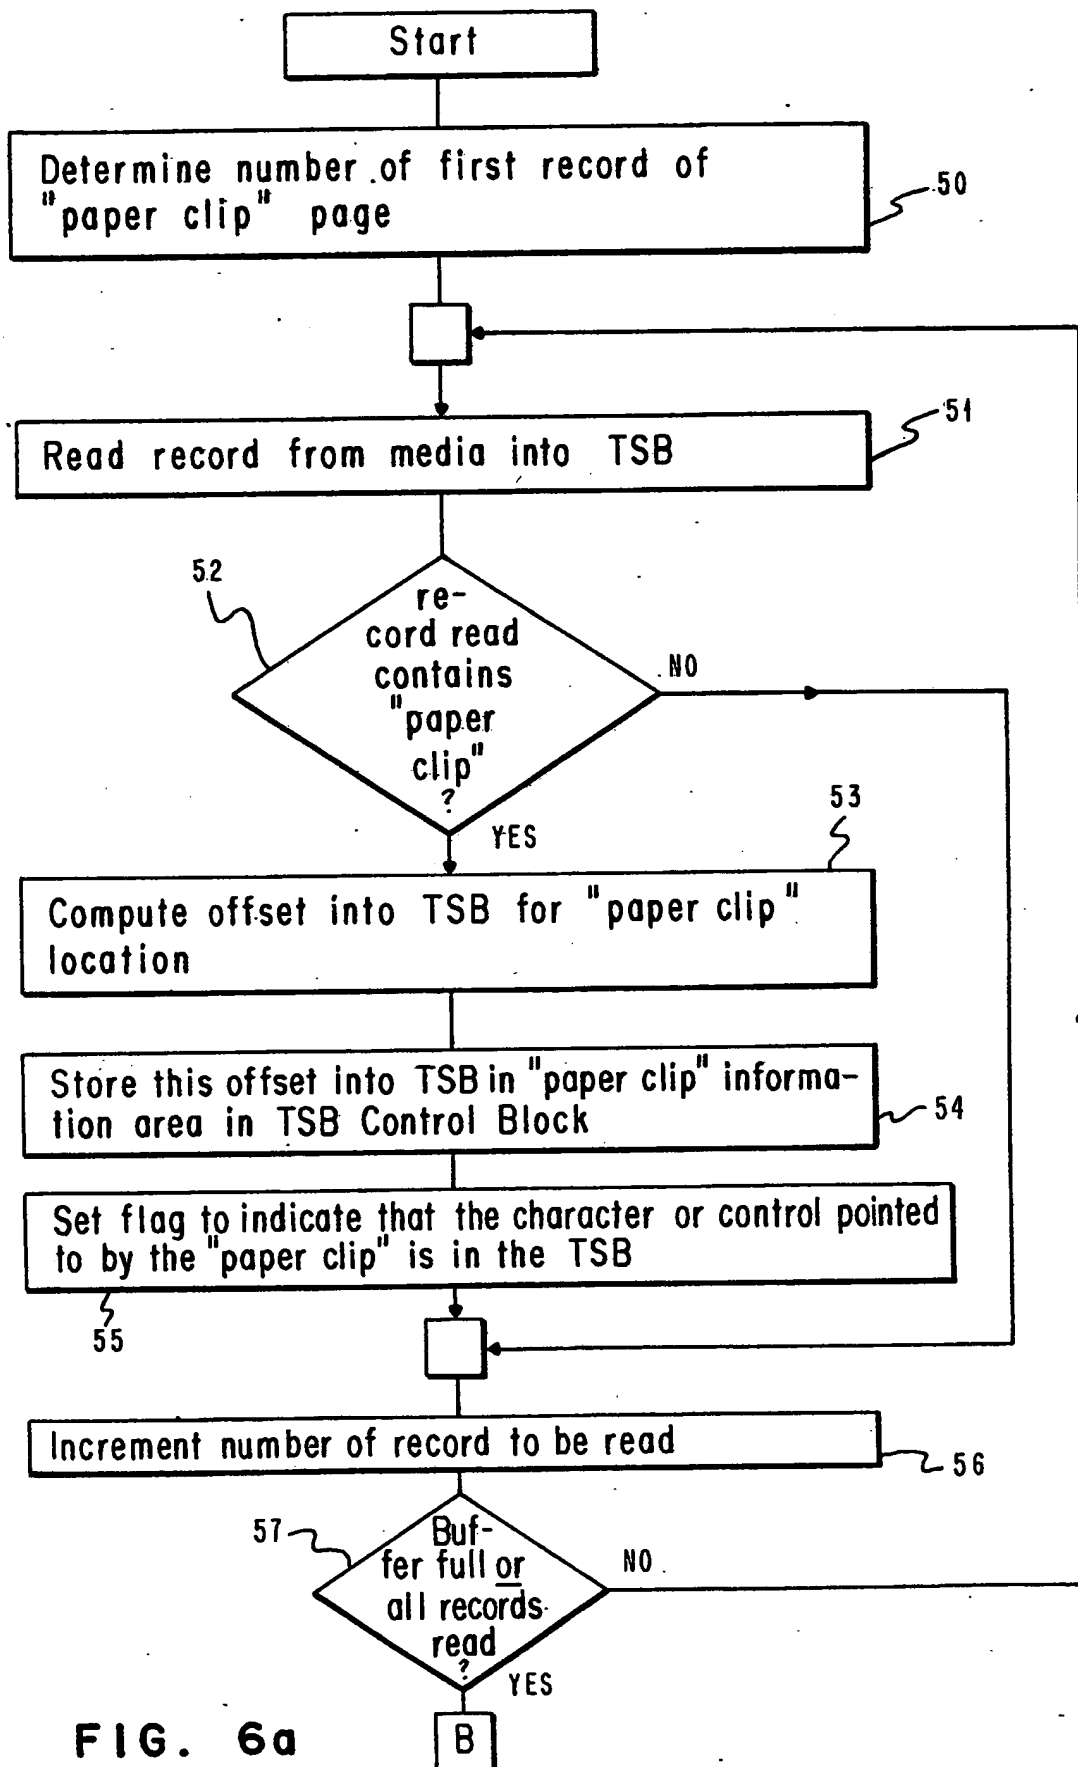 Start
Determine number of first record of
"paper clip" page
50
Read record from media into TSB
51
52
re-
cord read
contains
"paper
clip"
?
NO
YES
53
Compute offset into TSB for "paper clip"
location
Store this offset into TSB in "paper clip" informa-
tion area in TSB Control Block
54
Set flag to indicate that the character or control pointed
to by the "paper clip" is in the TSB
55
Increment number of record to be read
56
57
Buf-
fer full or
all records
read
?
NO
YES
B
FIG. 6a